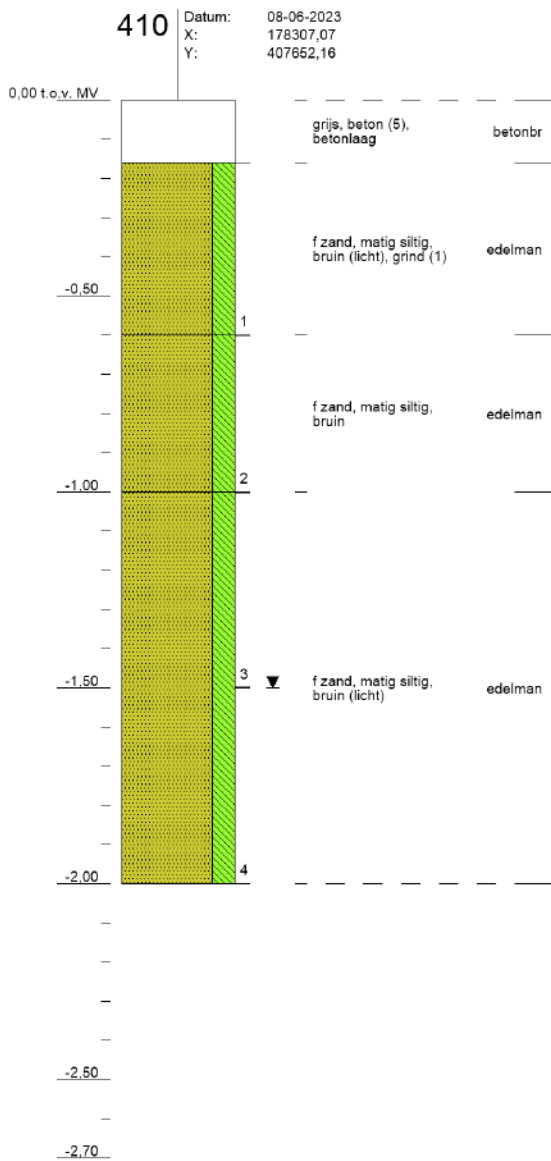 410
Datum: 08-06-2023
X: 178307,07
Y: 407652,16
0,00 t.o.v. MV
grijs, beton (5),
betonlaag
betonbr
f zand, matig siltig,
bruin (licht), grind (1)
edelman
-0,50
1
f zand, matig siltig,
bruin
edelman
2
-1,00
3
-1,50
f zand, matig siltig,
bruin (licht)
edelman
4
-2,00
-2,50
-2,70